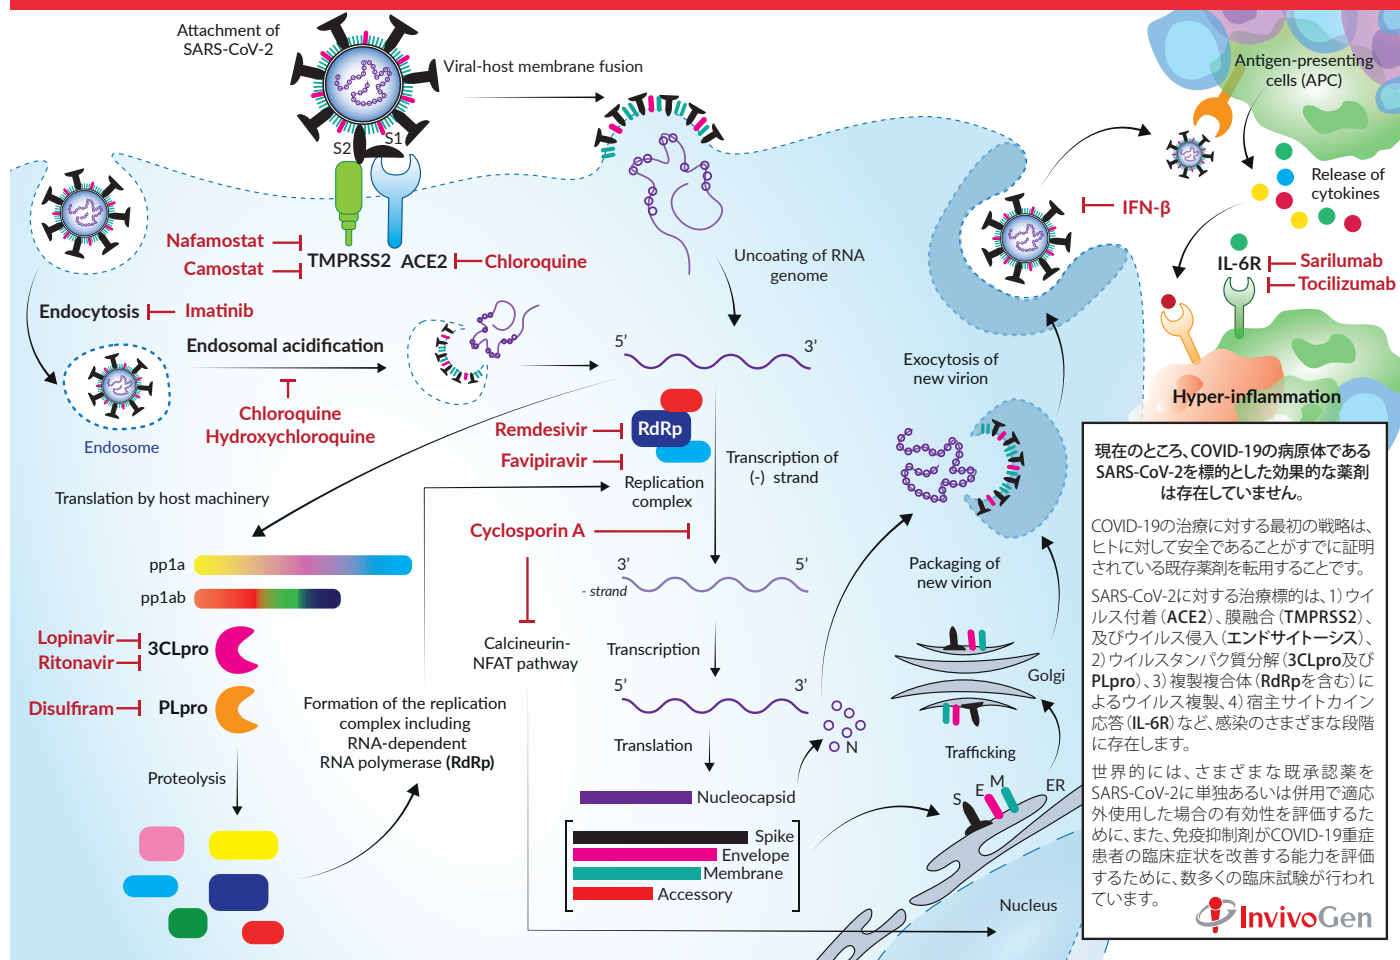 Attachment of
SARS-CoV-2
Viral-host membrane fusion
S2
S1
Nafamostat
Camostat
TMPRSS2
ACE2
Chloroquine
Endocytosis
Imatinib
Endosomal acidification
Chloroquine
Hydroxychloroquine
Endosome
Uncoating of RNA
genome
5’
3’
Remdesivir
Favipiravir
RdRp
Replication
complex
Transcription of
(-) strand
Cyclosporin A
Translation by host machinery
pp1a
pp1ab
Lopinavir
Ritonavir
3CLpro
Disulfiram
PLpro
Proteolysis
Formation of the replication
complex including
RNA-dependent
RNA polymerase (RdRp)
Calcineurin-
NFAT pathway
3’
5’
- strand
Transcription
5’
3’
Translation
N
Nucleocapsid
Spike
Envelope
Membrane
Accessory
S
E
M
ER
Trafficking
Golgi
Nucleus
Packaging of
new virion
Exocytosis of
new virion
IFN-β
Antigen-presenting
cells (APC)
Release of
cytokines
IL-6R
Sarilumab
Tocilizumab
Hyper-inflammation
現在のところ、COVID-19の病原体である
SARS-CoV-2を標的とした効果的な薬剤
は存在していません。
COVID-19の治療に対する最初の戦略は、
ヒトに対して安全であることがすでに証明
されている既存薬剤を転用することです。
SARS-CoV-2に対する治療標的は、1)ウイ
ルス付着(ACE2)、膜融合(TMPRSS2)、
及びウイルス侵入(エンドサイトーシス)、
2)ウイルスタンパク質分解(3CLpro及び
PLpro)、3)複製複合体(RdRpを含む)に
よるウイルス複製、4)宿主サイトカイン
応答(IL-6R)など、感染のさまざまな段階
に存在します。
世界的には、さまざまな既承認薬を
SARS-CoV-2に単独あるいは併用で適応
外使用した場合の有効性を評価するた
めに、また、免疫抑制剤がCOVID-19重症
患者の臨床症状を改善する能力を評価
するために、数多くの臨床試験が行われ
ています。
InvivoGen